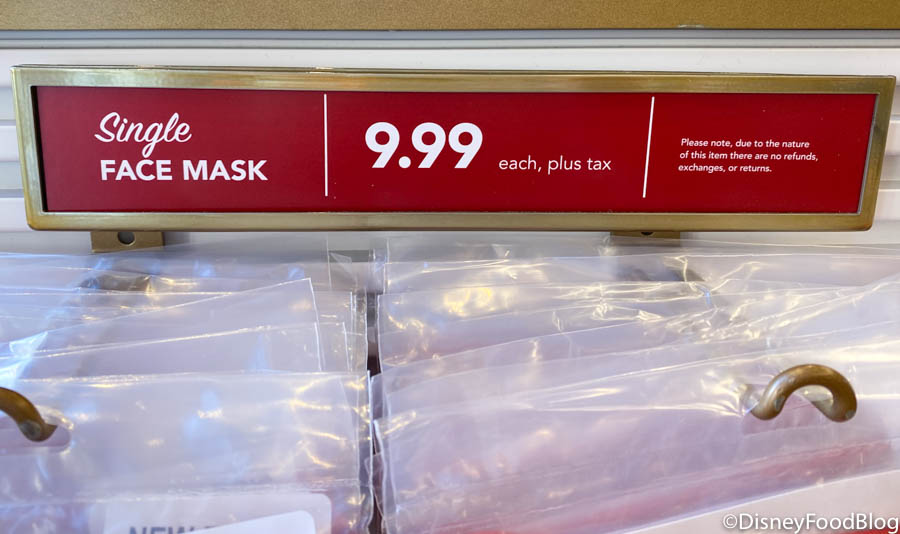 Single
FACE MASK
9.99
each, plus tax
Please note, due to the nature
of this item there are no refunds,
exchanges, or returns.
©DisneyFoodBlog